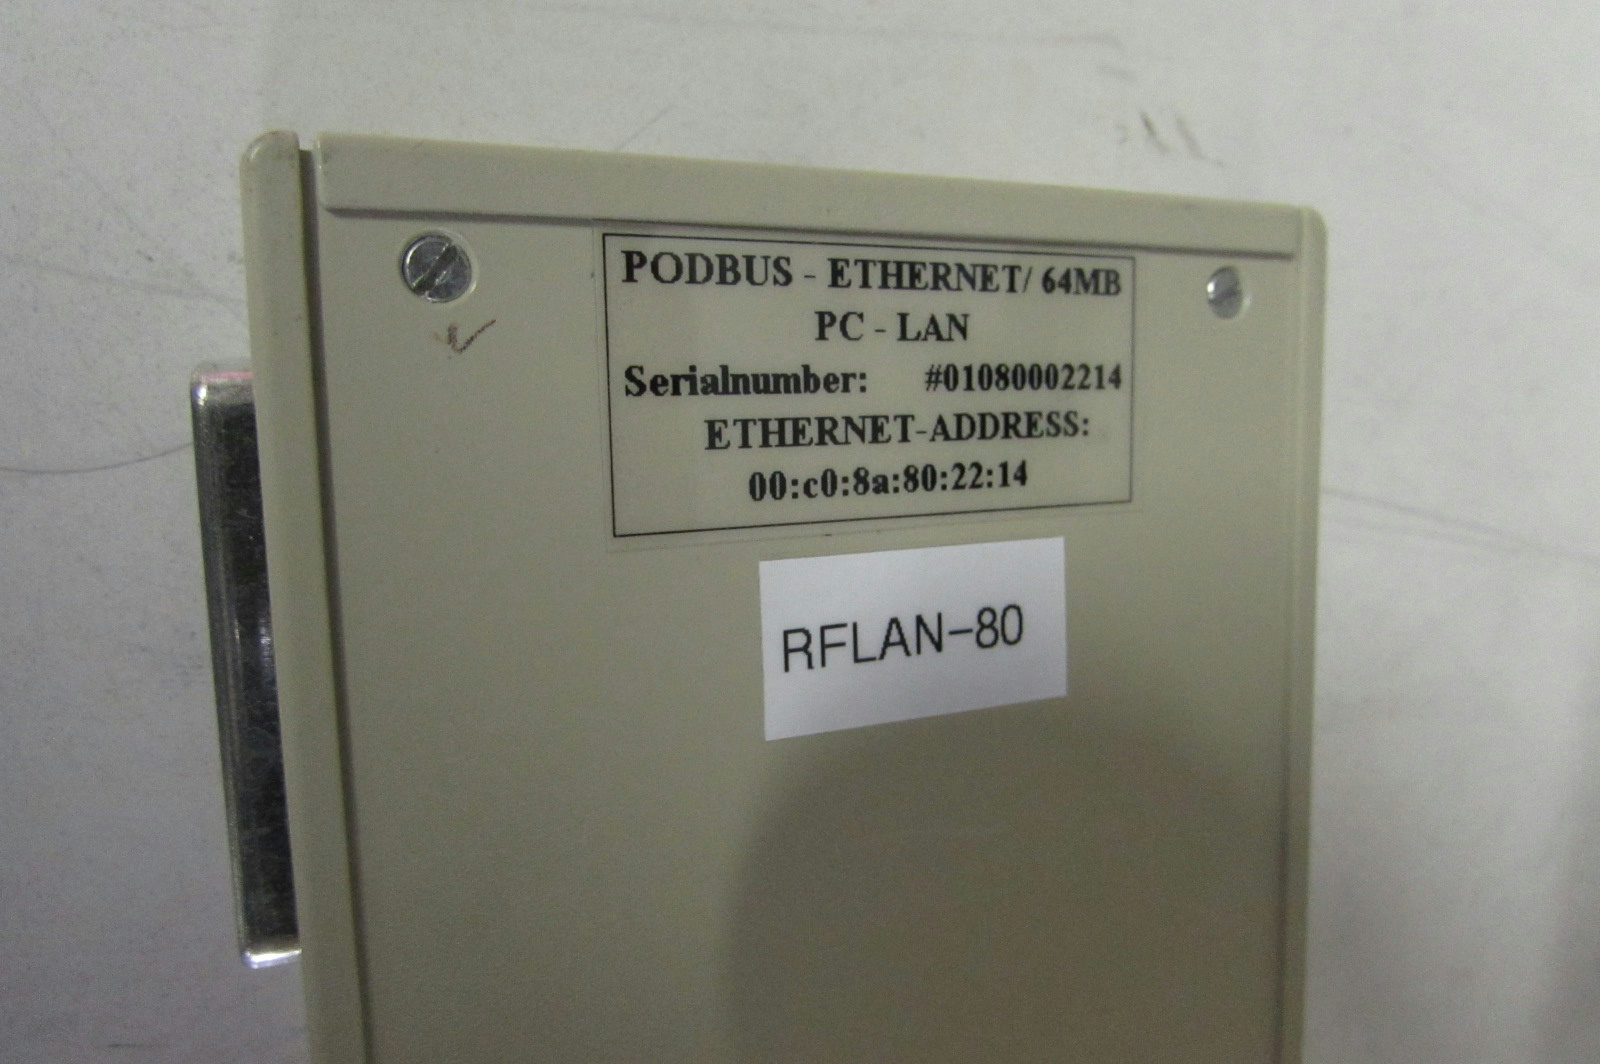 PODBUS - ETHERNET/ 64MB
PC - LAN
Serialnumber: #01080002214
ETHERNET-ADDRESS:
00:c0:8a:80:22:14
RFLAN-80